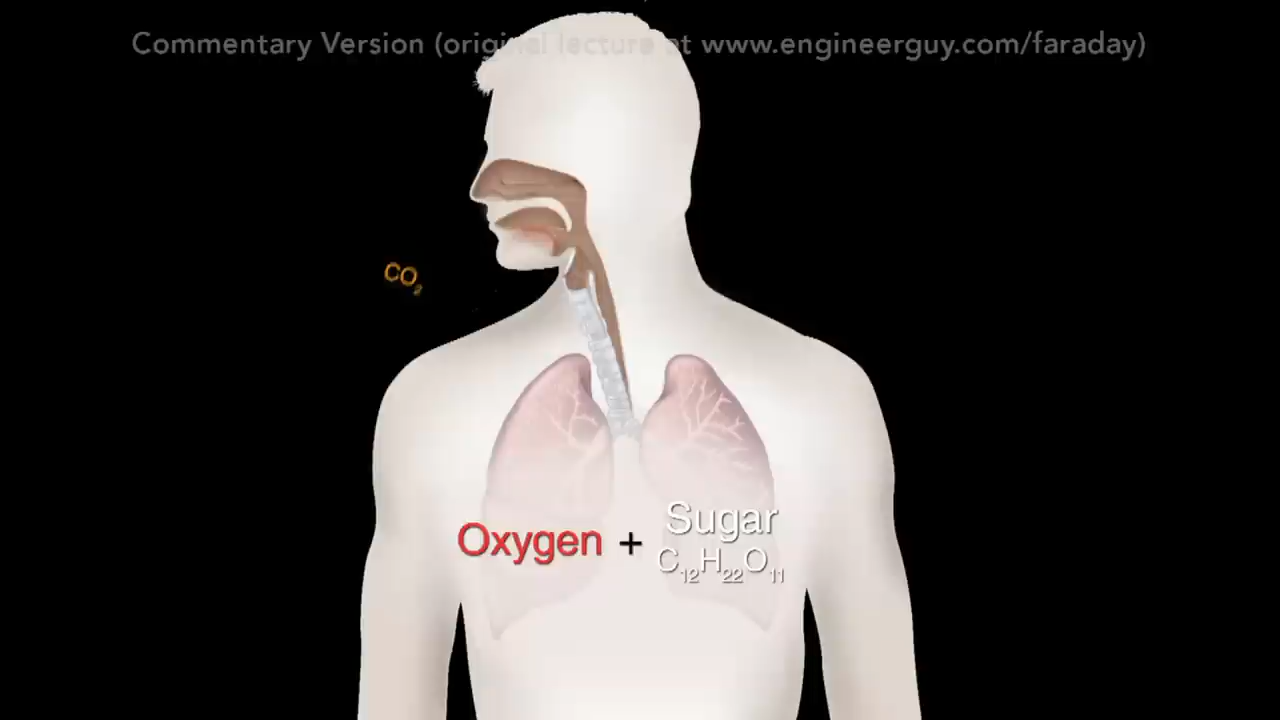 Commentary Version (original lecture at www.engineerguy.com/faraday)
CO₂
Oxygen + Sugar
C₁₂H₂₂O₁₁